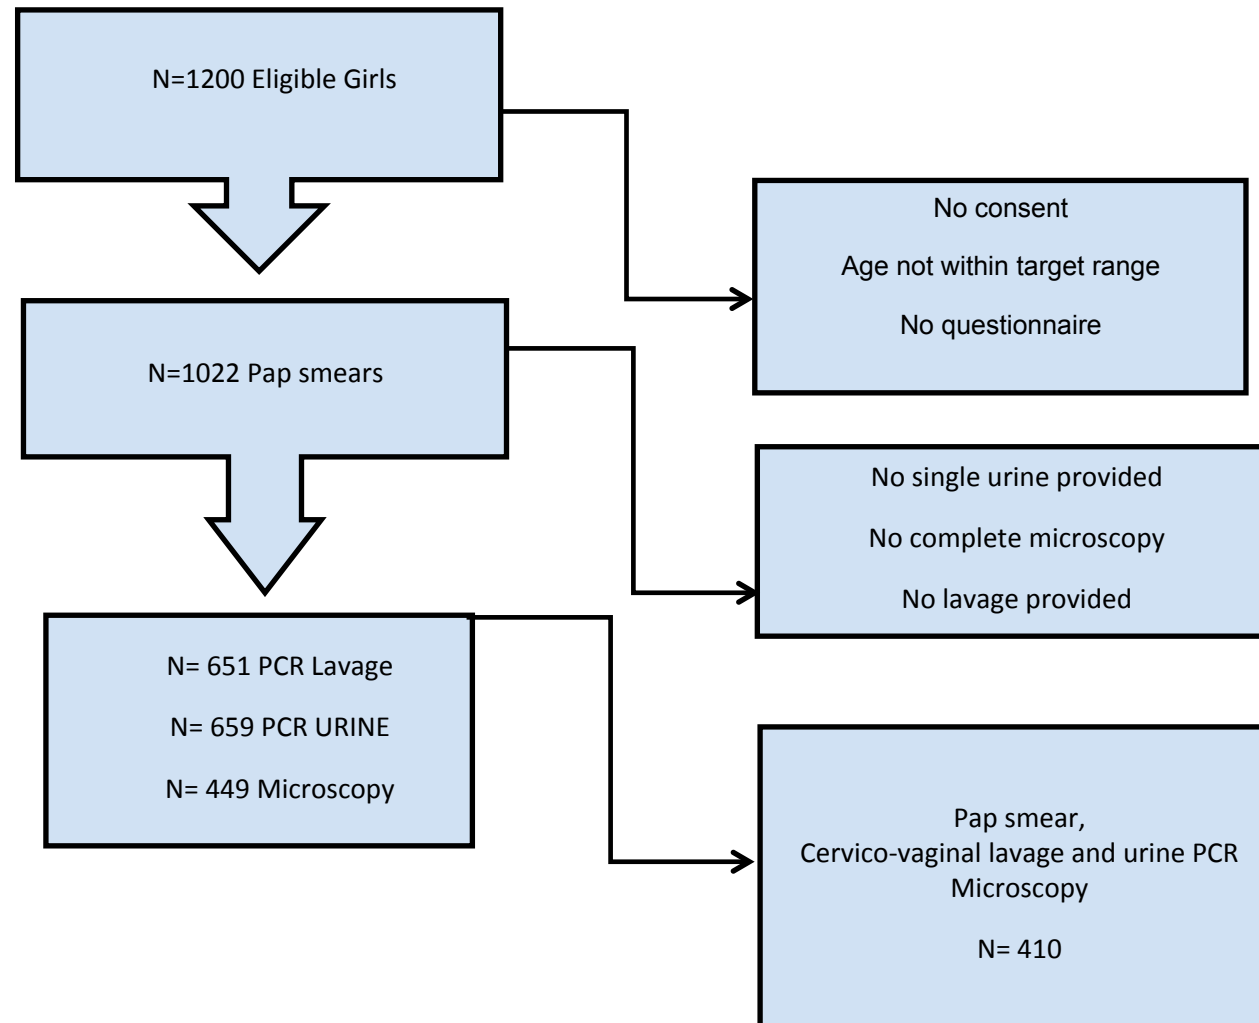 N=1200 Eligible Girls
No consent
Age not within target range
No questionnaire
N=1022 Pap smears
No single urine provided
No complete microscopy
No lavage provided
N= 651 PCR Lavage
N= 659 PCR URINE
N= 449 Microscopy
Pap smear,
Cervico-vaginal lavage and urine PCR
Microscopy
N= 410